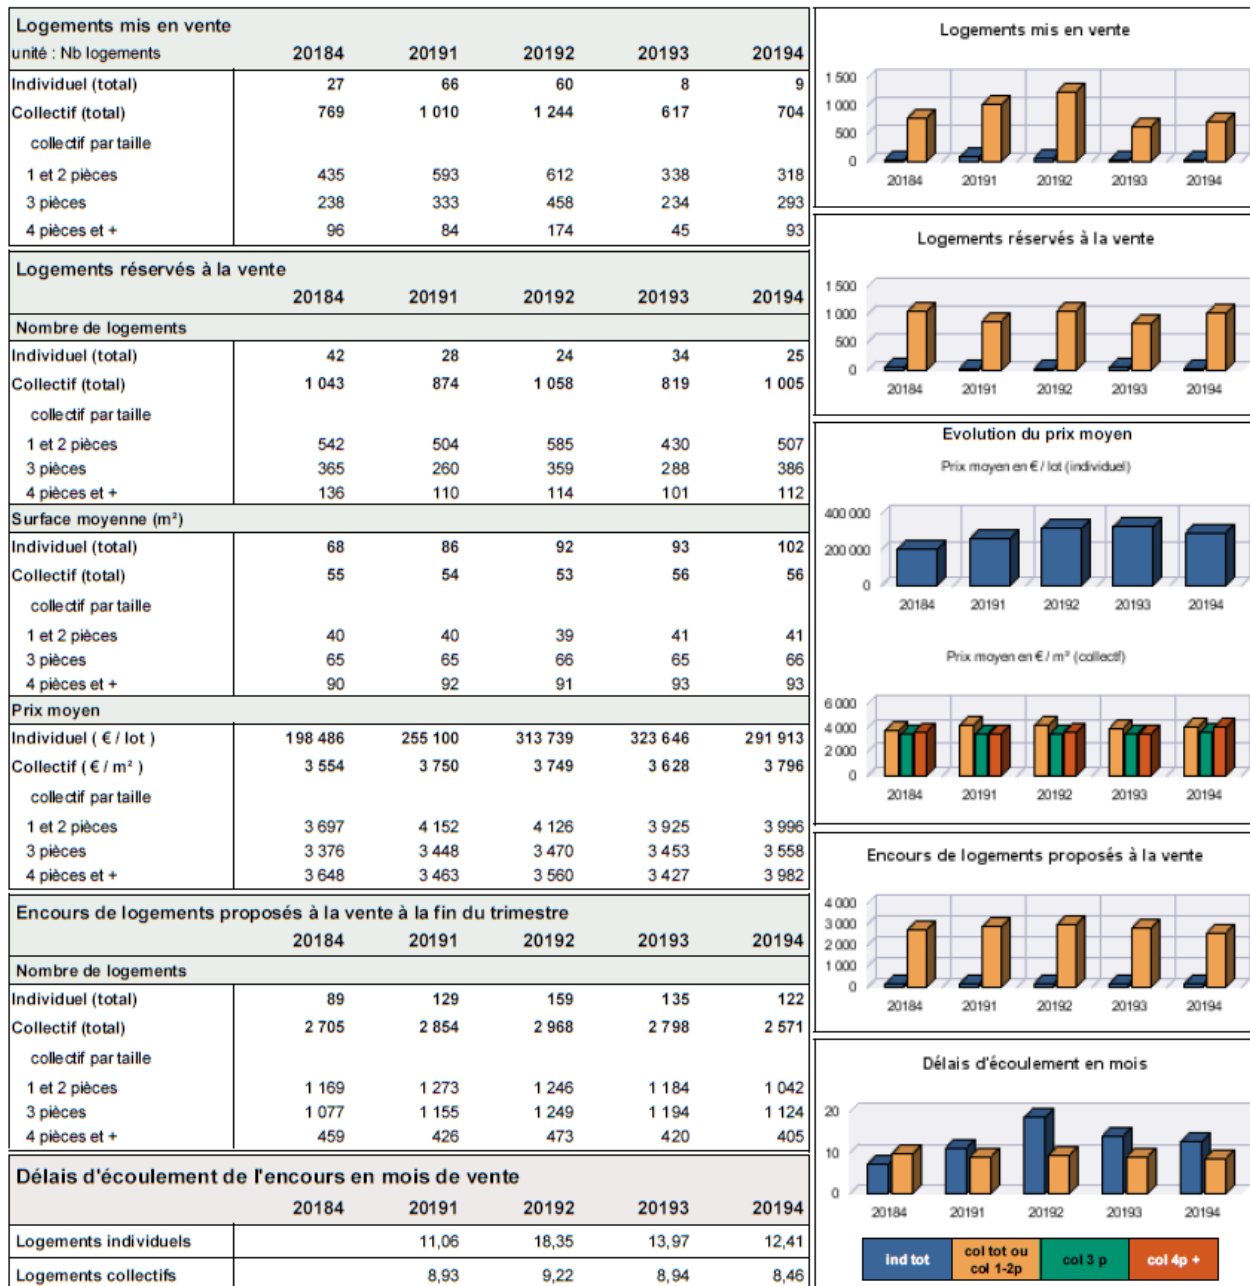 Logements mis en vente
unité : Nb logements 20184 20191 20192 20193 20194
Individuel (total) 27 66 60 8 9
Collectif (total) 769 1 010 1 244 617 704
collectif par taille
1 et 2 pièces 435 593 612 338 318
3 pièces 238 333 458 234 293
4 pièces et + 96 84 174 45 93
Logements réservés à la vente
20184 20191 20192 20193 20194
Nombre de logements
Individuel (total) 42 28 24 34 25
Collectif (total) 1 043 874 1 058 819 1 005
collectif par taille
1 et 2 pièces 542 504 585 430 507
3 pièces 365 260 359 288 386
4 pièces et + 136 110 114 101 112
Surface moyenne (m²)
Individuel (total) 68 86 92 93 102
Collectif (total) 55 54 53 56 56
collectif par taille
1 et 2 pièces 40 40 39 41 41
3 pièces 65 65 66 65 66
4 pièces et + 90 92 91 93 93
Prix moyen
Individuel ( € / lot ) 198 486 255 100 313 739 323 646 291 913
Collectif ( € / m² ) 3 554 3 750 3 749 3 628 3 796
collectif par taille
1 et 2 pièces 3 697 4 152 4 126 3 925 3 996
3 pièces 3 376 3 448 3 470 3 453 3 558
4 pièces et + 3 648 3 463 3 560 3 427 3 982
Encours de logements proposés à la vente à la fin du trimestre
20184 20191 20192 20193 20194
Nombre de logements
Individuel (total) 89 129 159 135 122
Collectif (total) 2 705 2 854 2 968 2 798 2 571
collectif par taille
1 et 2 pièces 1 169 1 273 1 246 1 184 1 042
3 pièces 1 077 1 155 1 249 1 194 1 124
4 pièces et + 459 426 473 420 405
Délais d'écoulement de l'encours en mois de vente
20184 20191 20192 20193 20194
Logements individuels 11,06 18,35 13,97 12,41
Logements collectifs 8,93 9,22 8,94 8,46
Logements mis en vente
1 500
1 000
500
0
20184 20191 20192 20193 20194
Logements réservés à la vente
1 500
1 000
500
0
20184 20191 20192 20193 20194
Evolution du prix moyen
Prix moyen en € / lot (individuel)
400 000
200 000
0
20184 20191 20192 20193 20194
Prix moyen en € / m² (collectif)
6 000
4 000
2 000
0
20184 20191 20192 20193 20194
Encours de logements proposés à la vente
4 000
3 000
2 000
1 000
0
20184 20191 20192 20193 20194
Délais d'écoulement en mois
20
10
0
20184 20191 20192 20193 20194
ind tot
col tot ou
col 1-2p
col 3 p
col 4p +